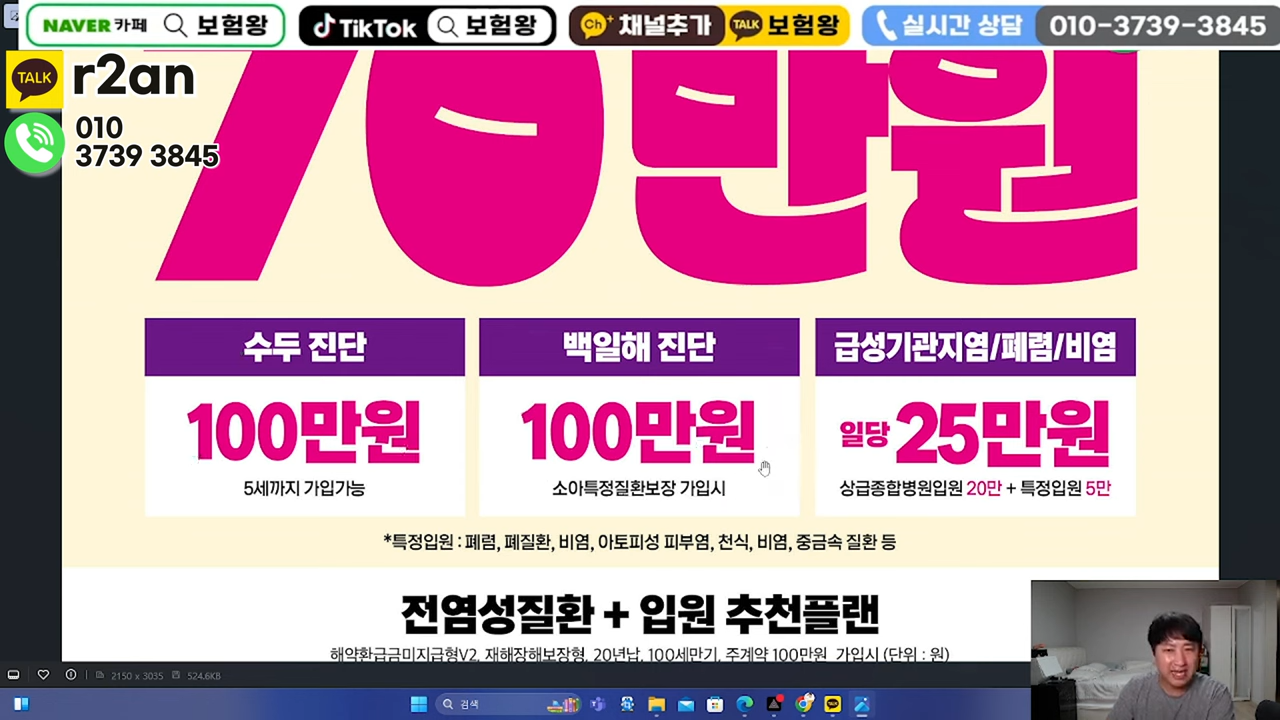 NAVER 카페 보험왕
TikTok 보험왕
Ch+ 채널추가 TALK 보험왕
실시간 상담 010-3739-3845
TALK r2an
010
3739 3845
70만원
수두 진단
100만원
5세까지 가입가능
백일해 진단
100만원
소아특정질환보장 가입시
급성기관지염/폐렴/비염
일당 25만원
상급종합병원입원 20만 + 특정입원 5만
*특정입원 : 폐렴, 폐질환, 비염, 아토피성 피부염, 천식, 비염, 중금속 질환 등
전염성질환 + 입원 추천플랜
해약환급금미지급형V2, 재해장해보장형, 20년납, 100세만기, 주계약 100만원 가입시 (단위 : 원)
2150 x 3035
524.6KB
검색
TALK